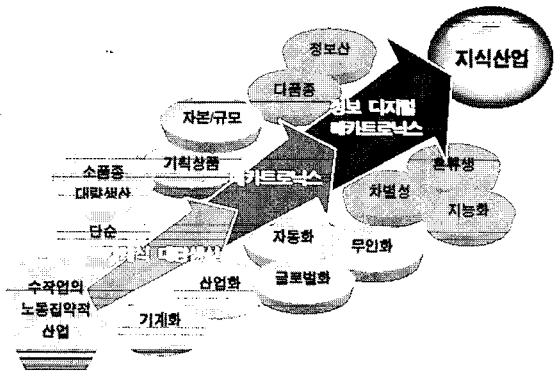 정보산
지식산업
다품종
정보 디지털
메카트로닉스
자본/규모
기획상품
메카트로닉스
소품종
대량생산
차별성
지능화
단순
자동화
무인화
대량생산
산업화
글로벌화
수작업의
노동집약적
산업
기계화